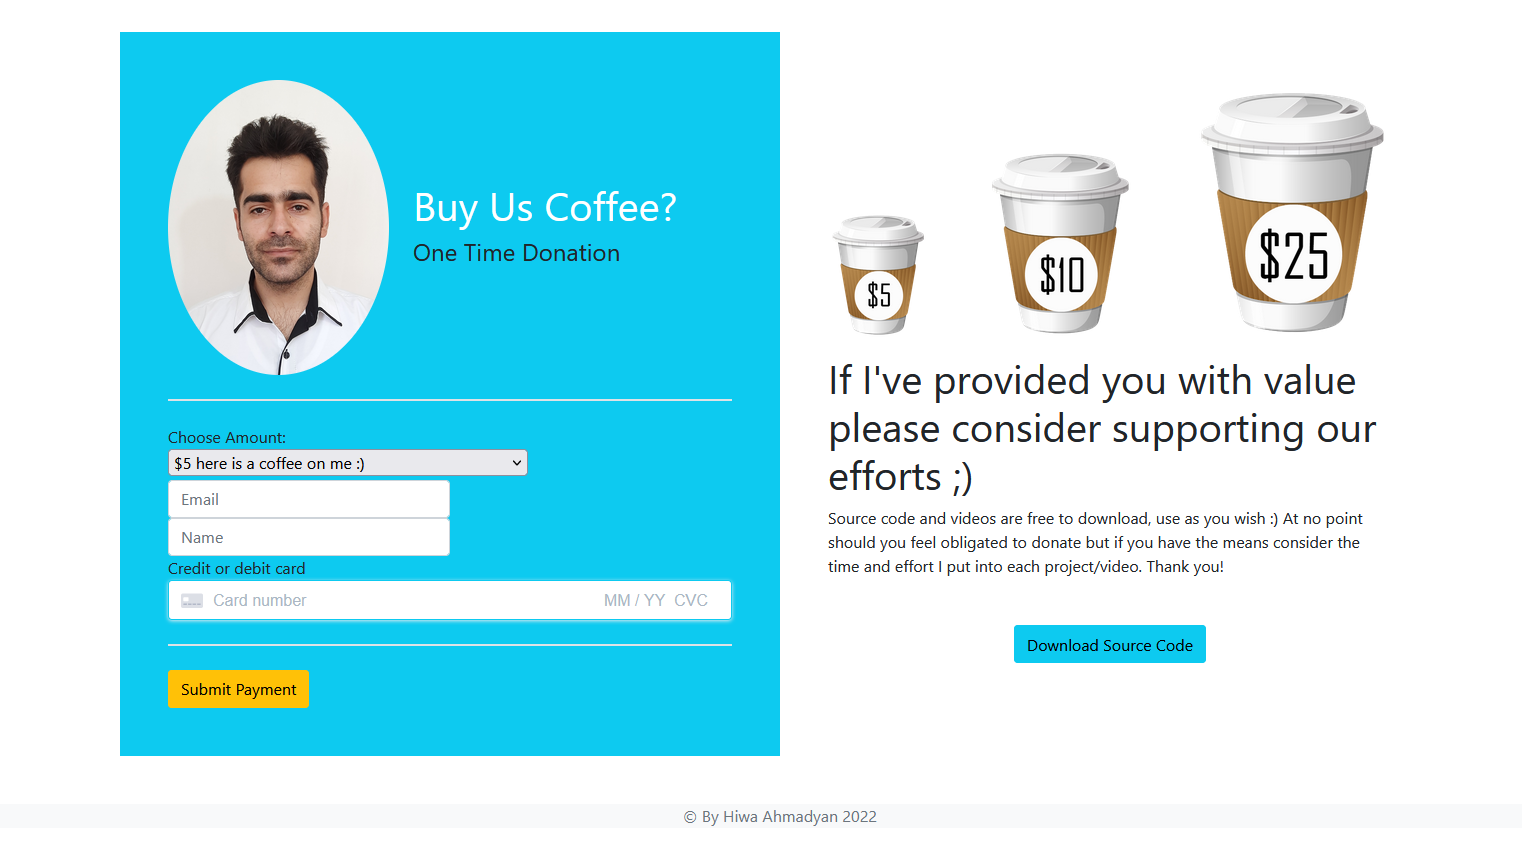 Buy Us Coffee?
One Time Donation
Choose Amount:
$5 here is a coffee on me :)
Email
Name
Credit or debit card
Card number MM / YY CVC
Submit Payment
$5
$10
$25
If I've provided you with value
please consider supporting our
efforts ;)
Source code and videos are free to download, use as you wish :) At no point
should you feel obligated to donate but if you have the means consider the
time and effort I put into each project/video. Thank you!
Download Source Code
© By Hiwa Ahmadyan 2022